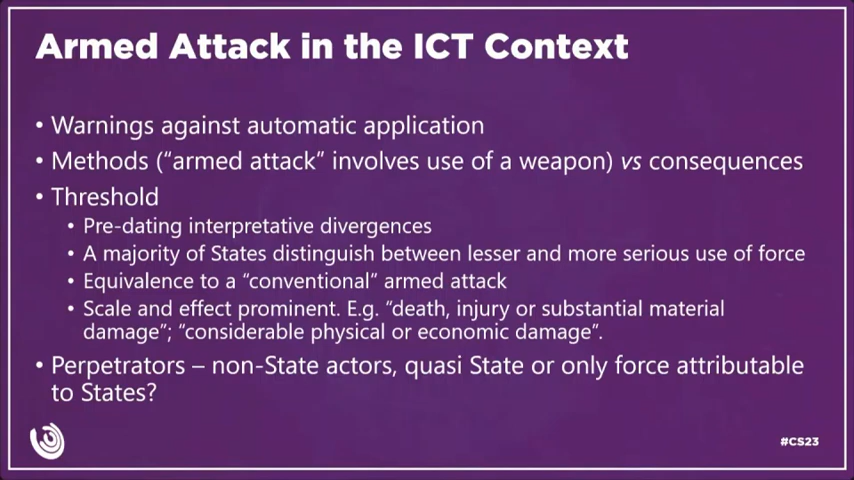 Armed Attack in the ICT Context
• Warnings against automatic application
• Methods (“armed attack” involves use of a weapon) vs consequences
• Threshold
• Pre-dating interpretative divergences
• A majority of States distinguish between lesser and more serious use of force
• Equivalence to a “conventional” armed attack
• Scale and effect prominent. E.g. “death, injury or substantial material
damage”; “considerable physical or economic damage”.
• Perpetrators – non-State actors, quasi State or only force attributable
to States?
#CS23